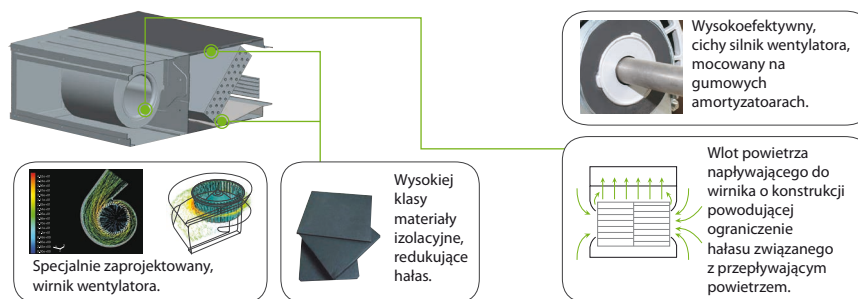 Wysokoefektywny,
cichy silnik wentylatora,
mocowany na
gumowych
amortyzatoarach.
Specjalnie zaprojektowany,
wirnik wentylatora.
Wysokiej
klasy
materiały
izolacyjne,
redukujące
hałas.
Wlot powietrza
napływającego do
wirnika o konstrukcji
powodującej
ograniczenie
hałasu związanego
z przepływającym
powietrzem.